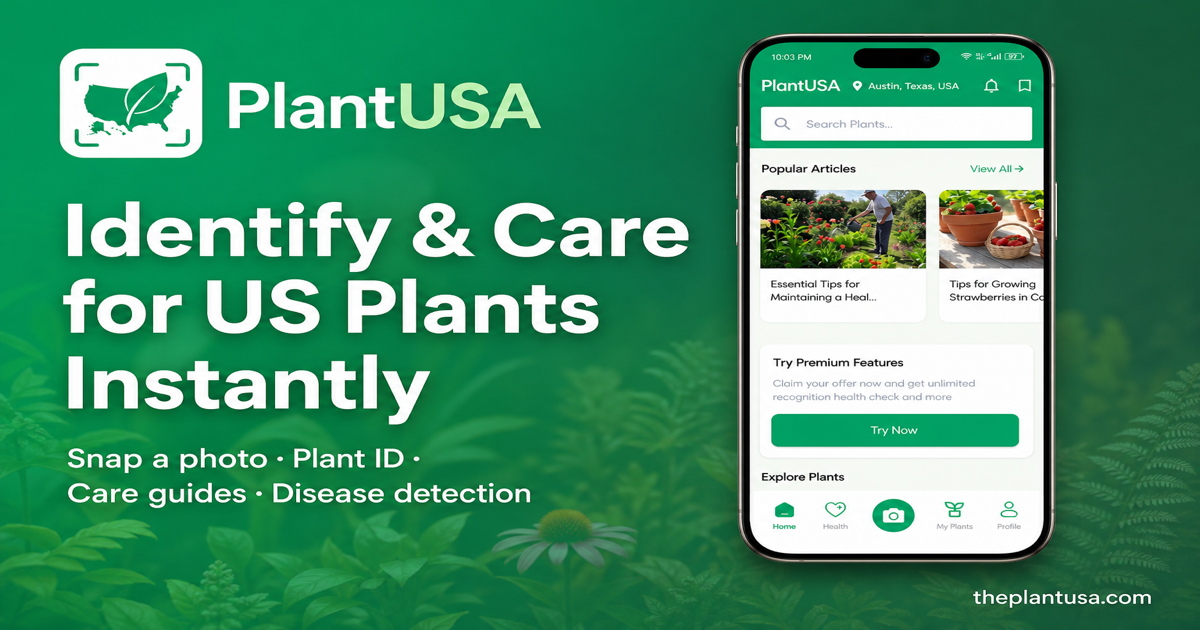 PlantUSA
Identify & Care
for US Plants
Instantly
Snap a photo · Plant ID ·
Care guides · Disease detection
10:03 PM
PlantUSA
Austin, Texas, USA
Search Plants...
Popular Articles
View All →
Essential Tips for
Maintaining a Heal...
Tips for Growing
Strawberries in Co
Try Premium Features
Claim your offer now and get unlimited
recognition health check and more
Try Now
Explore Plants
Home
Health
My Plants
Profile
theplantusa.com